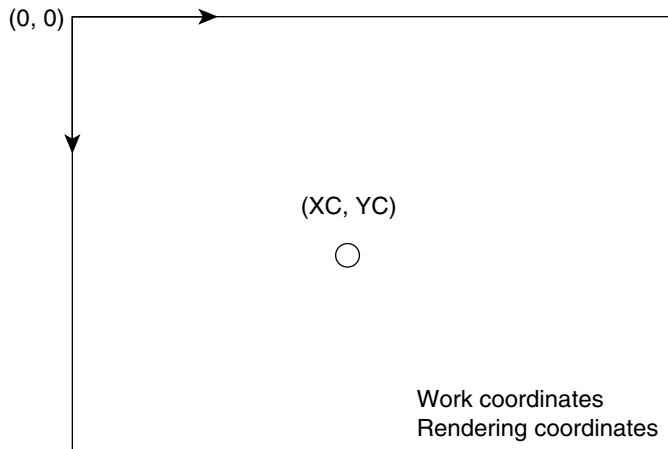 (0, 0)
(XC, YC)
Work coordinates
Rendering coordinates